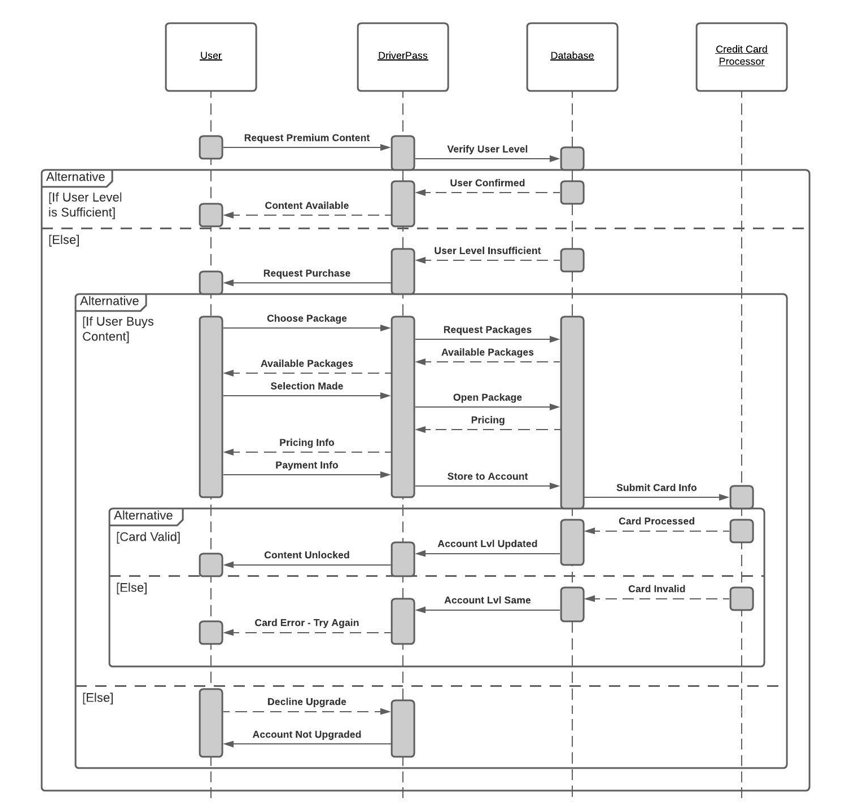 User
DriverPass
Database
Credit Card
Processor
Request Premium Content
Verify User Level
Alternative
User Confirmed
[If User Level
is Sufficient]
Content Available
[Else]
User Level Insufficient
Request Purchase
Alternative
[If User Buys
Content]
Choose Package
Request Packages
Available Packages
Available Packages
Selection Made
Open Package
Pricing
Pricing Info
Payment Info
Store to Account
Submit Card Info
Alternative
Card Processed
[Card Valid]
Account Lvl Updated
Content Unlocked
[Else]
Card Invalid
Account Lvl Same
Card Error - Try Again
[Else]
Decline Upgrade
Account Not Upgraded